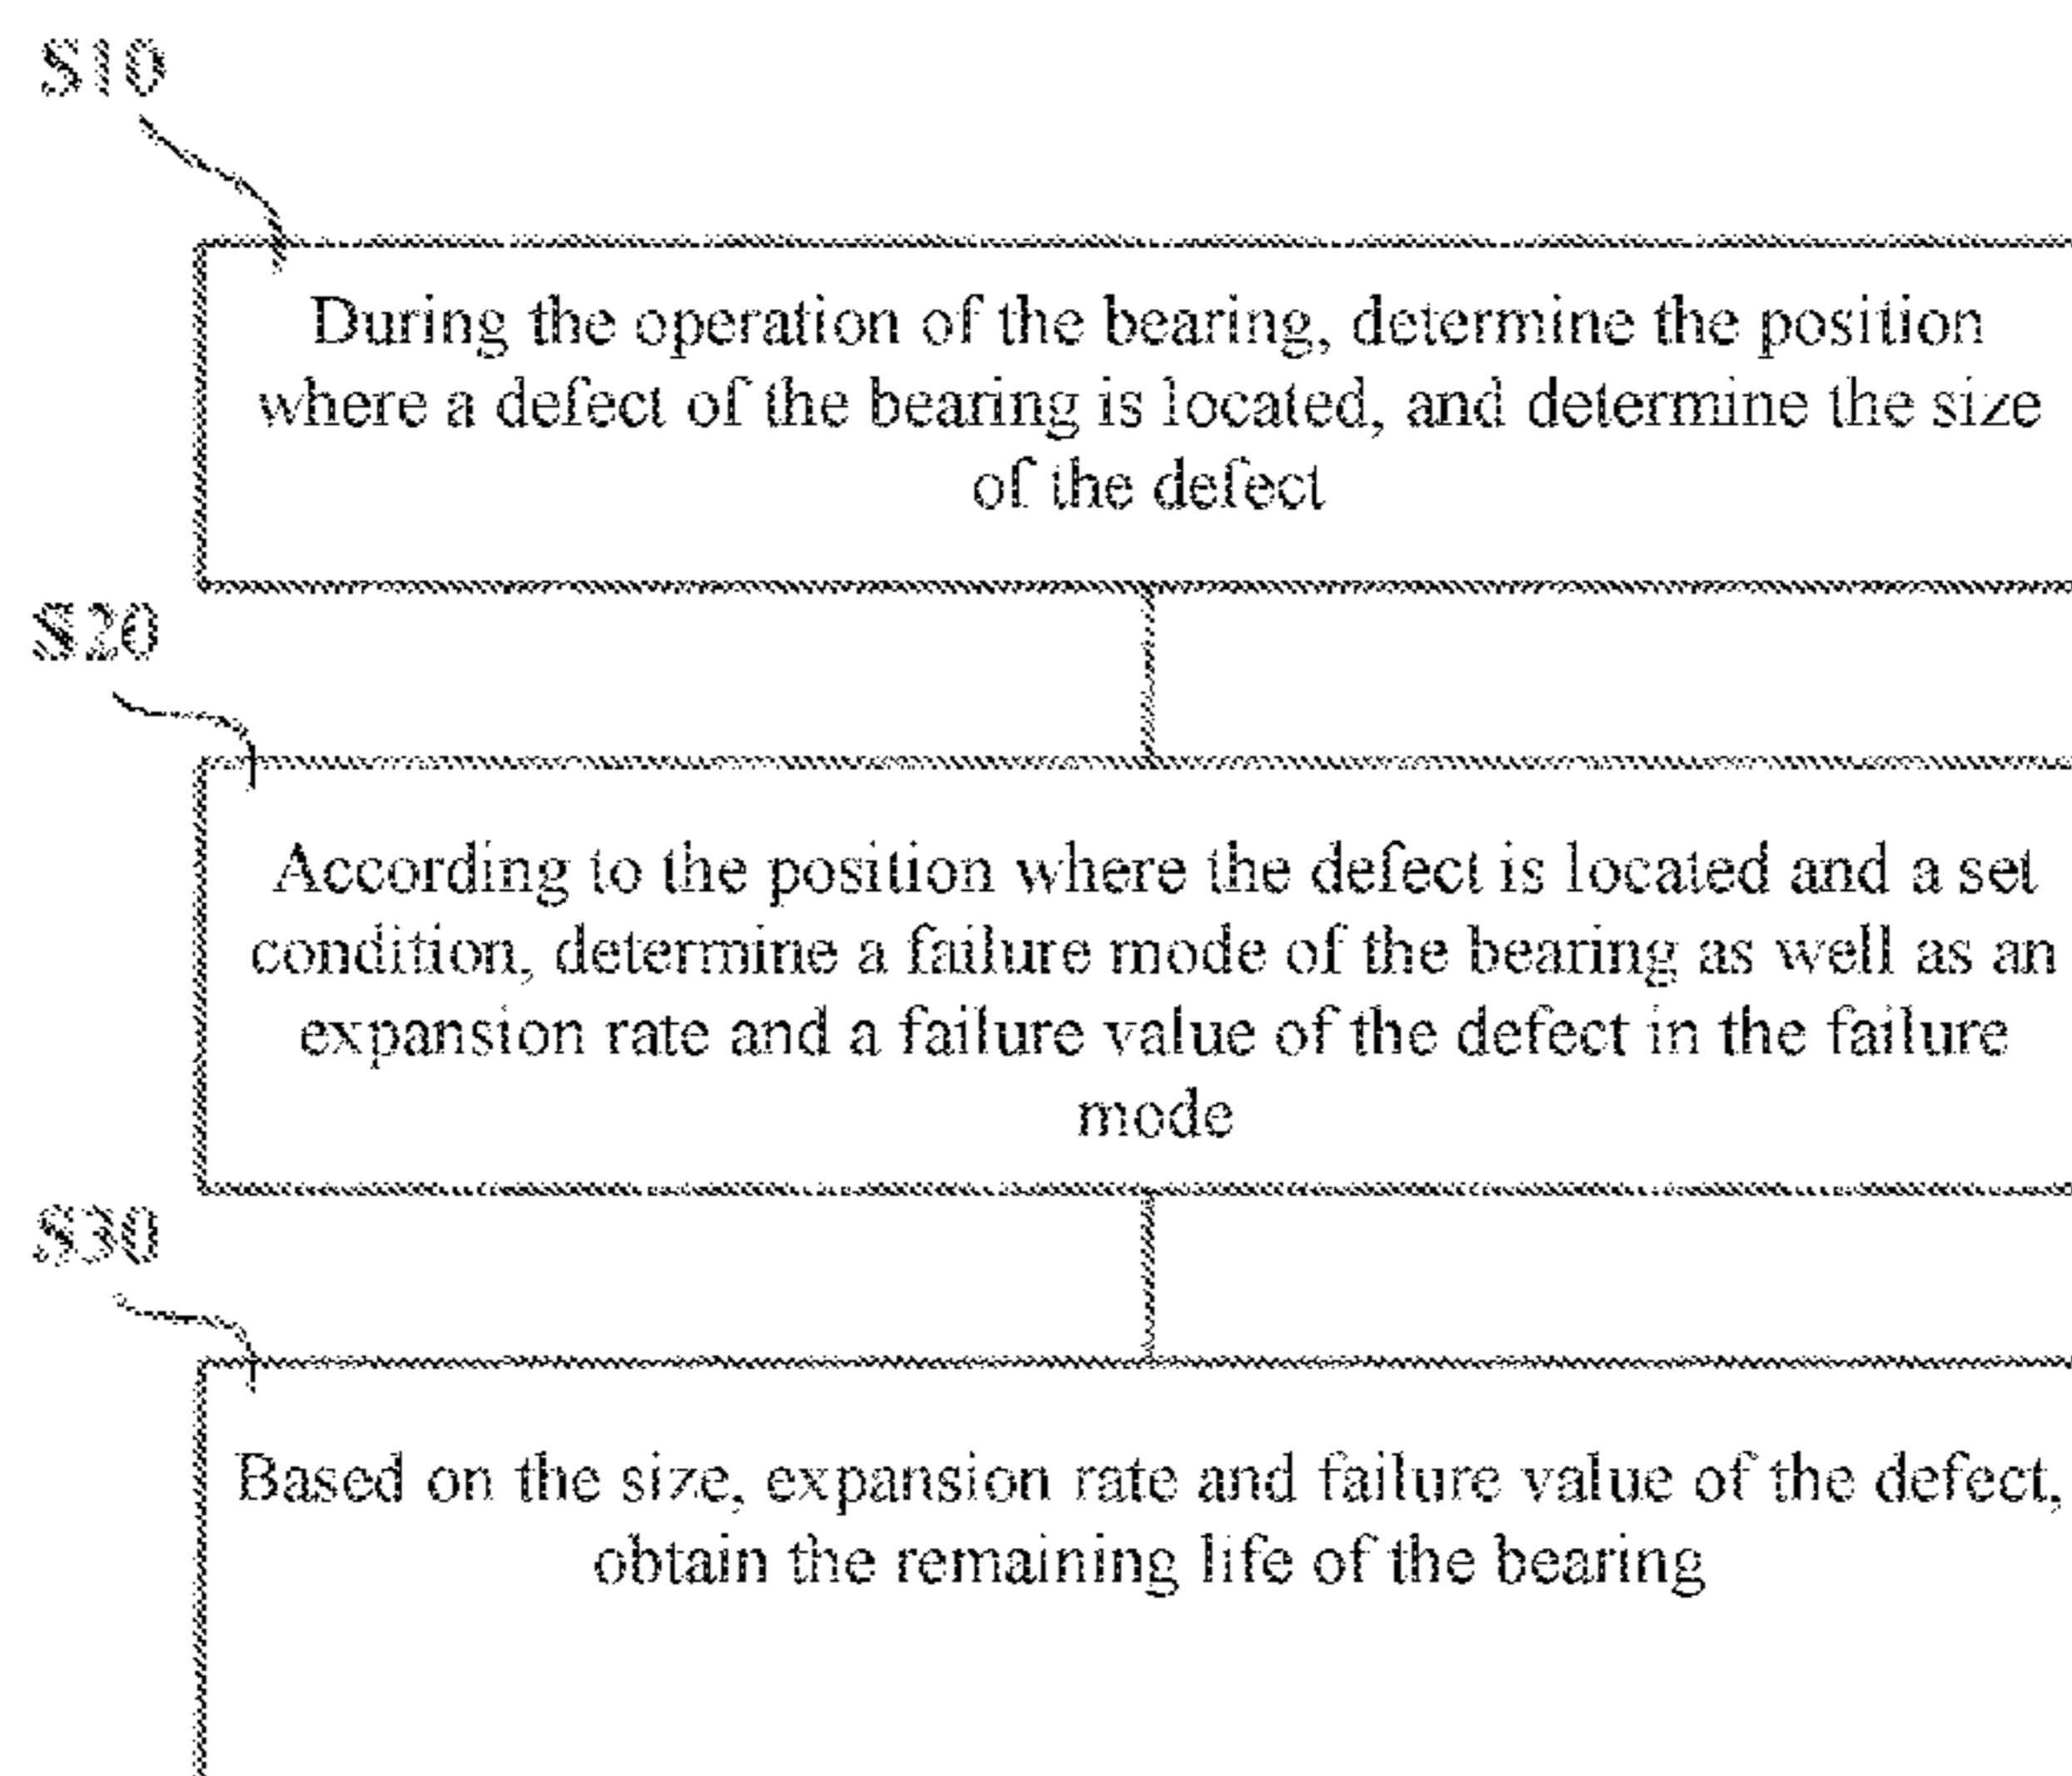 S10
During the operation of the bearing, determine the position
where a defect of the bearing is located, and determine the size
of the defect
S20
According to the position where the defect is located and a set
condition, determine a failure mode of the bearing as well as an
expansion rate and a failure value of the defect in the failure
mode
S30
Based on the size, expansion rate and failure value of the defect,
obtain the remaining life of the bearing